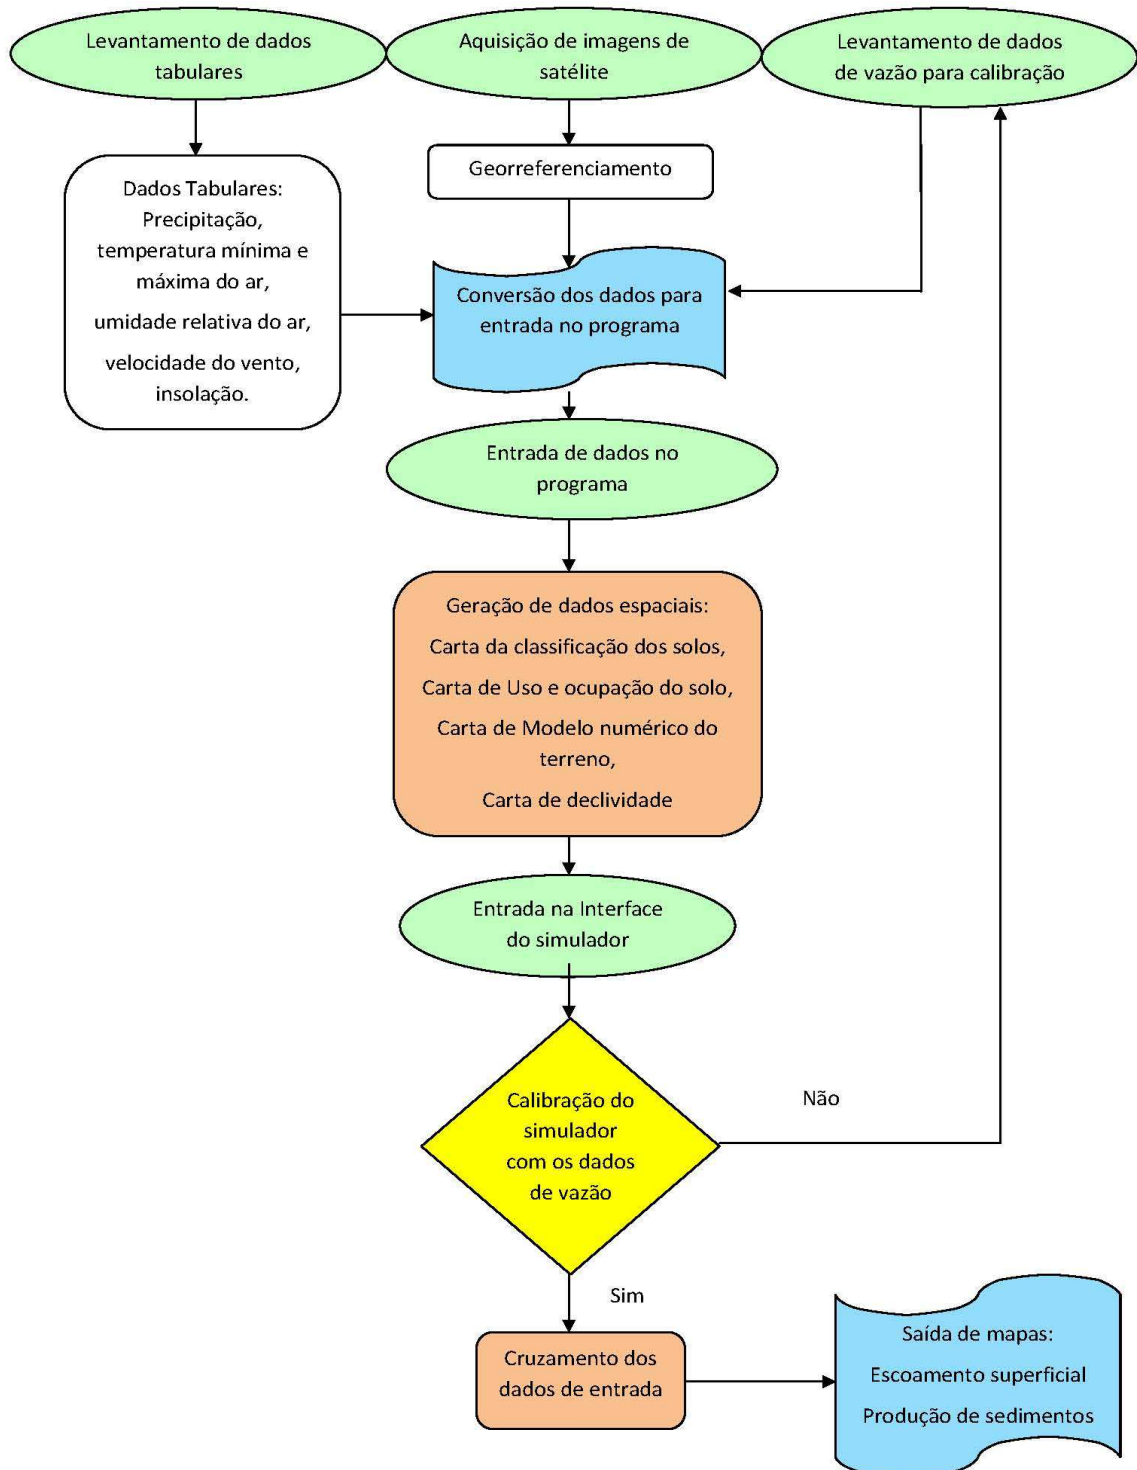 Levantamento de dados
tabulares
Aquisição de imagens de
satélite
Levantamento de dados
de vazão para calibração
Georreferenciamento
Dados Tabulares:
Precipitação,
temperatura mínima e
máxima do ar,
umidade relativa do ar,
velocidade do vento,
insolação.
Conversão dos dados para
entrada no programa
Entrada de dados no
programa
Geração de dados espaciais:
Carta da classificação dos solos,
Carta de Uso e ocupação do solo,
Carta de Modelo numérico do
terreno,
Carta de declividade
Entrada na Interface
do simulador
Calibração do
simulador
com os dados
de vazão
Não
Sim
Cruzamento dos
dados de entrada
Saída de mapas:
Escoamento superficial
Produção de sedimentos